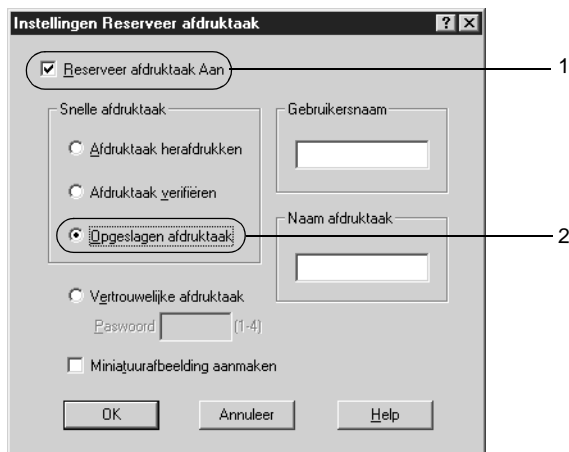 Instellingen Reserveer afdruktaak
Reserveer afdruktaak Aan
1
Snelle afdruktaak
Afdruktaak herafdrukken
Afdruktaak verifiëren
Opgeslagen afdruktaak
2
Gebruikersnaam
Naam afdruktaak
Vertrouwelijke afdruktaak
Paswoord
(1-4)
Miniatuurafbeelding aanmaken
OK
Annuleer
Help